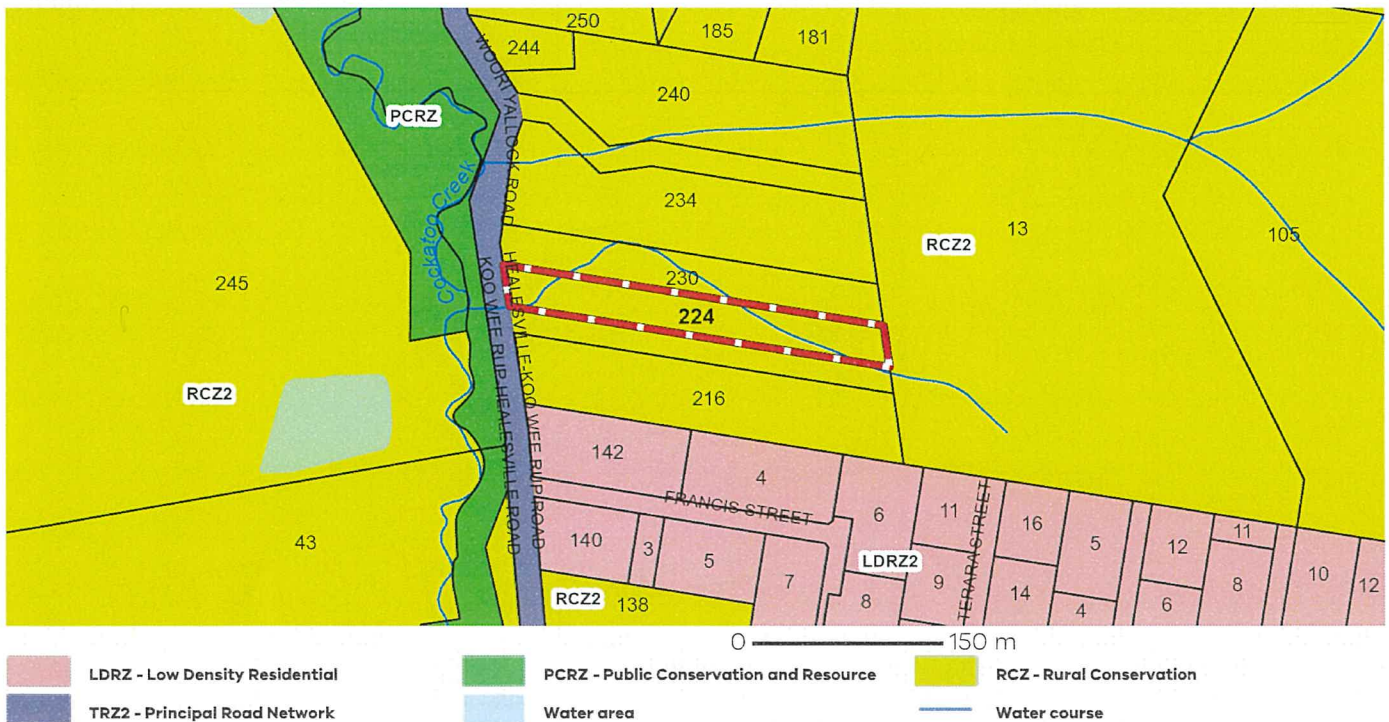 250
185
181
244
240
PCRZ
WOORI YALLOCK ROAD
Cockatoo Creek
234
RCZ2
13
105
245
230
224
HEALESVILLE-KOO WEE RUP ROAD
KOO WEE RUP-HEALESVILLE ROAD
RCZ2
216
142
4
FRANCIS STREET
6
11
TERARA STREET
16
5
12
11
43
140
3
5
7
LDRZ2
9
14
8
10
12
RCZ2
138
8
4
6
0 150 m
LDRZ - Low Density Residential
PCRZ - Public Conservation and Resource
RCZ - Rural Conservation
TRZ2 - Principal Road Network
Water area
Water course